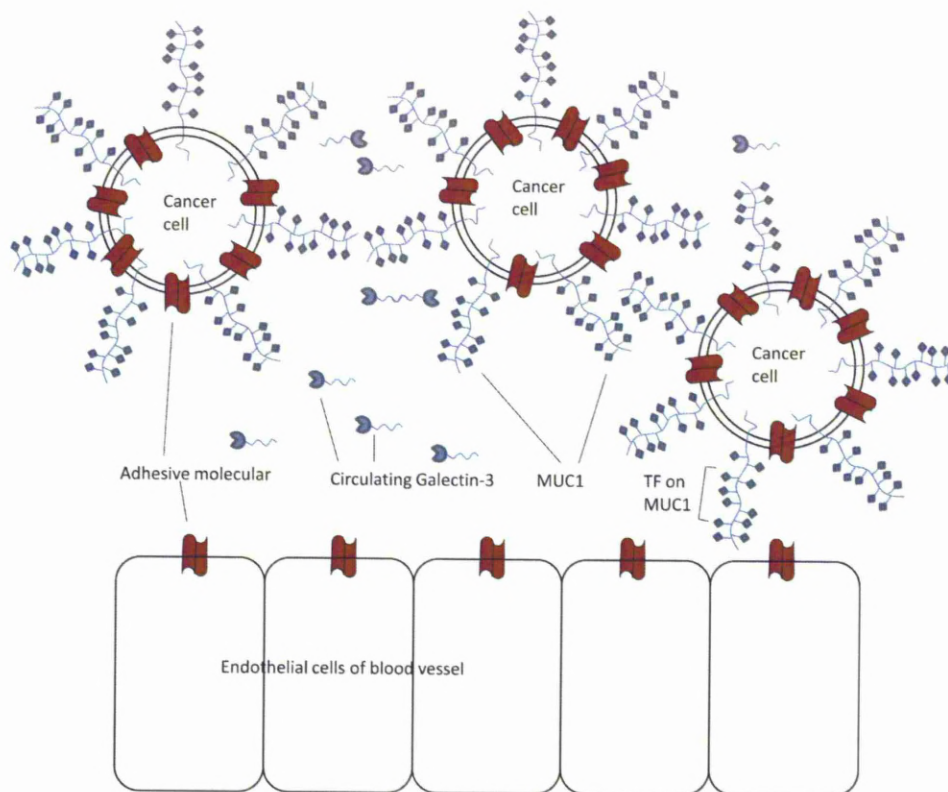 Cancer
cell
Cancer
cell
Cancer
cell
Adhesive molecular
Circulating Galectin-3
MUC1
TF on
MUC1
Endothelial cells of blood vessel